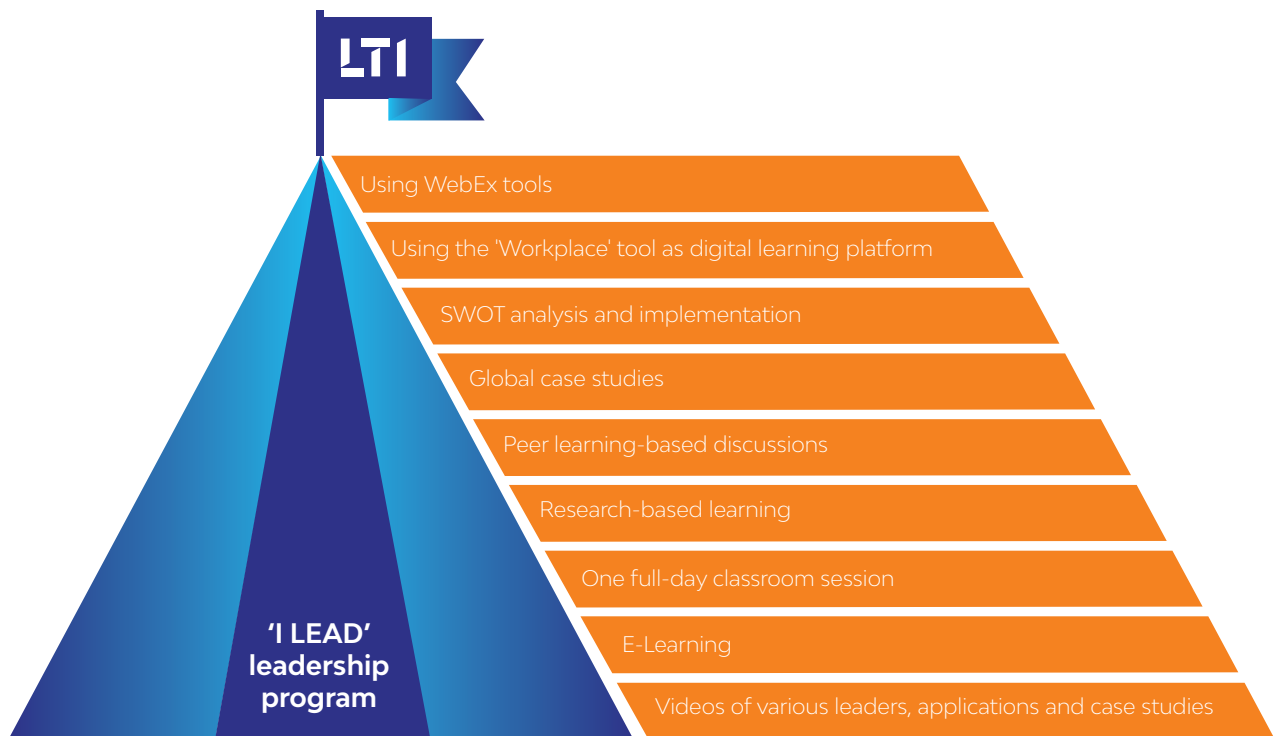 LTI
Using WebEx tools
Using the 'Workplace' tool as digital learning platform
SWOT analysis and implementation
Global case studies
Peer learning-based discussions
Research-based learning
One full-day classroom session
E-Learning
Videos of various leaders, applications and case studies
‘I LEAD’
leadership
program